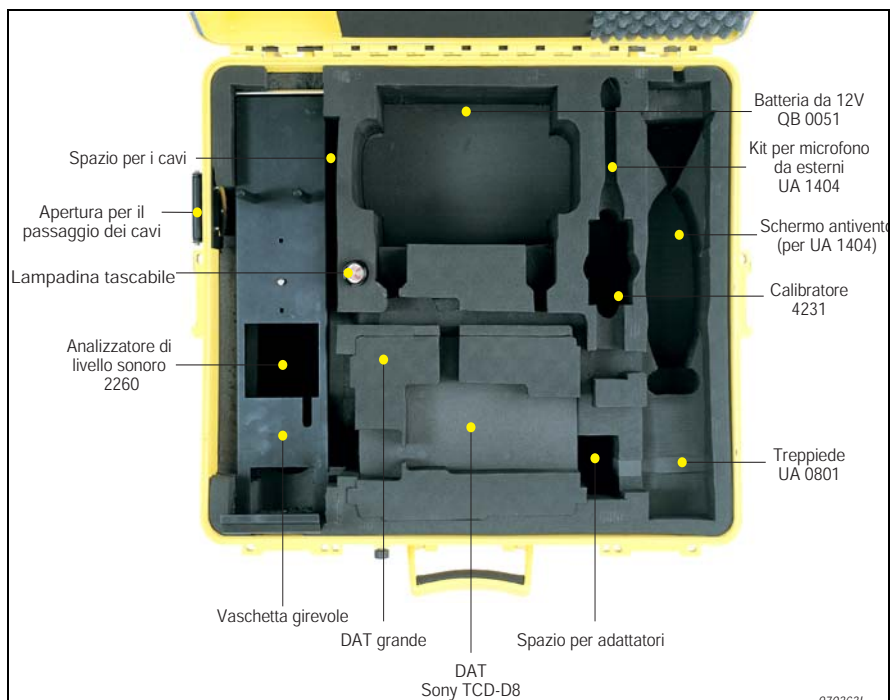 Batteria da 12V
QB 0051
Kit per microfono
da esterni
UA 1404
Spazio per i cavi
Apertura per il
passaggio dei cavi
Schermo antivento
(per UA 1404)
Lampadina tascabile
Calibratore
4231
Analizzatore di
livello sonoro
2260
Treppiede
UA 0801
Vaschetta girevole
DAT grande
Spazio per adattatori
DAT
Sony TCD-D8